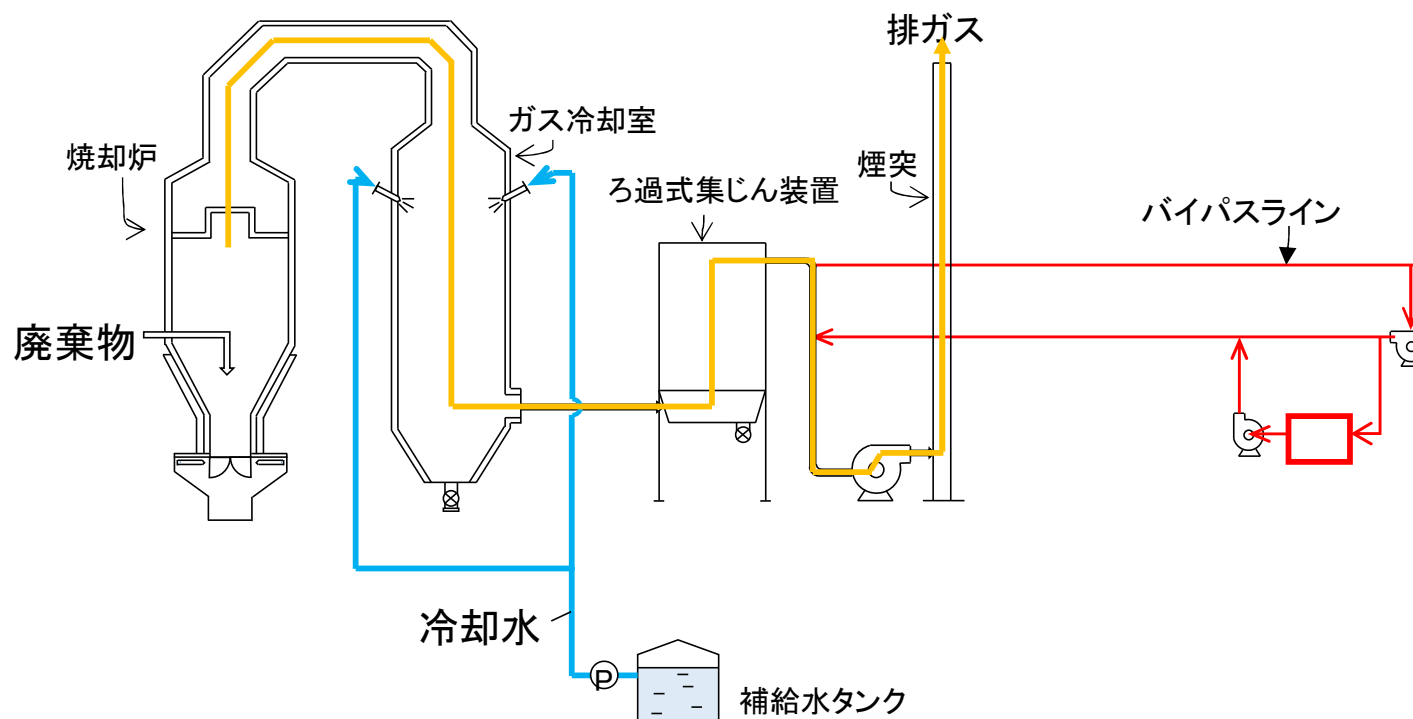 排ガス
ガス冷却室
焼却炉
煙突
ろ過式集じん装置
バイパスライン
廃棄物
冷却水
P
補給水タンク